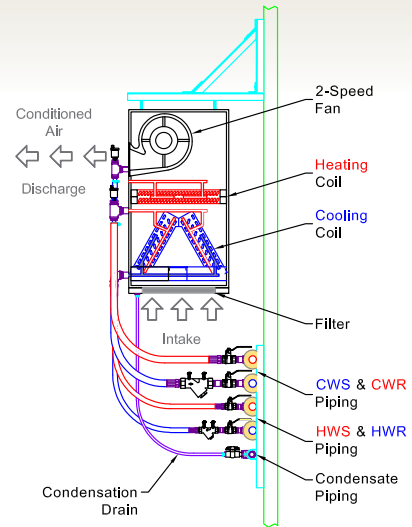 2-Speed
Fan
Conditioned
Air
Discharge
Heating
Coil
Cooling
Coil
Filter
Intake
CWS & CWR
Piping
HWS & HWR
Piping
Condensation
Drain
Condensate
Piping